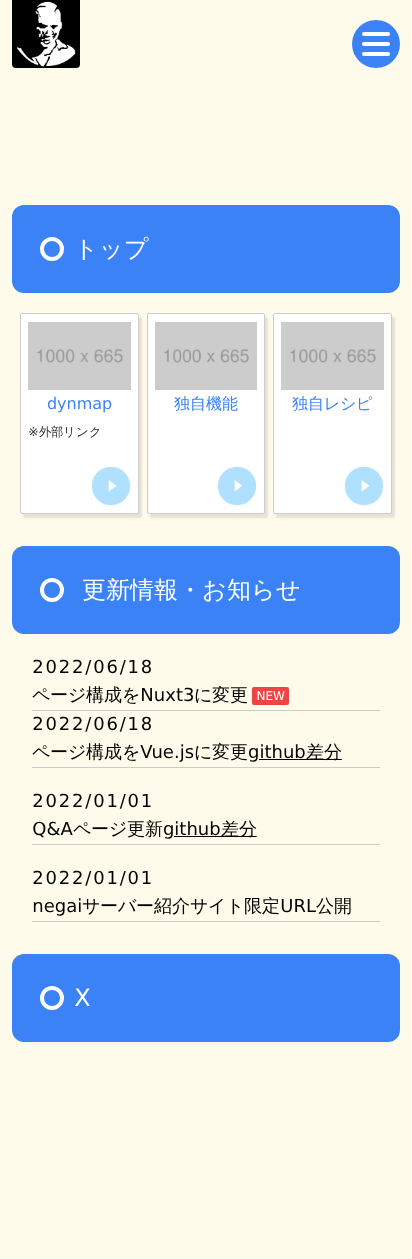 トップ
1000 x 665
1000 x 665
1000 x 665
dynmap
独自機能
独自レシピ
※外部リンク
更新情報・お知らせ
2022/06/18
ページ構成をNuxt3に変更 NEW
2022/06/18
ページ構成をVue.jsに変更github差分
2022/01/01
Q&Aページ更新github差分
2022/01/01
negaiサーバー紹介サイト限定URL公開
X